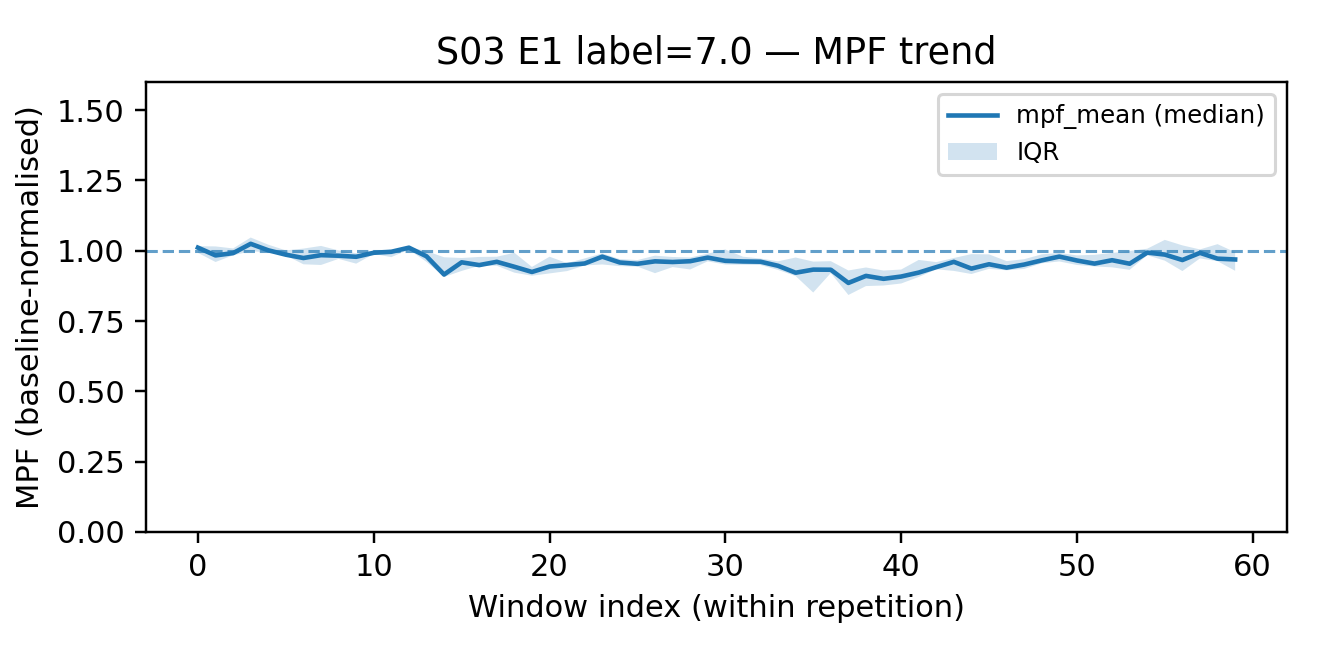 S03 E1 label=7.0 — MPF trend
mpf_mean (median)
IQR
MPF (baseline-normalised)
1.50
1.25
1.00
0.75
0.50
0.25
0.00
0 10 20 30 40 50 60
Window index (within repetition)